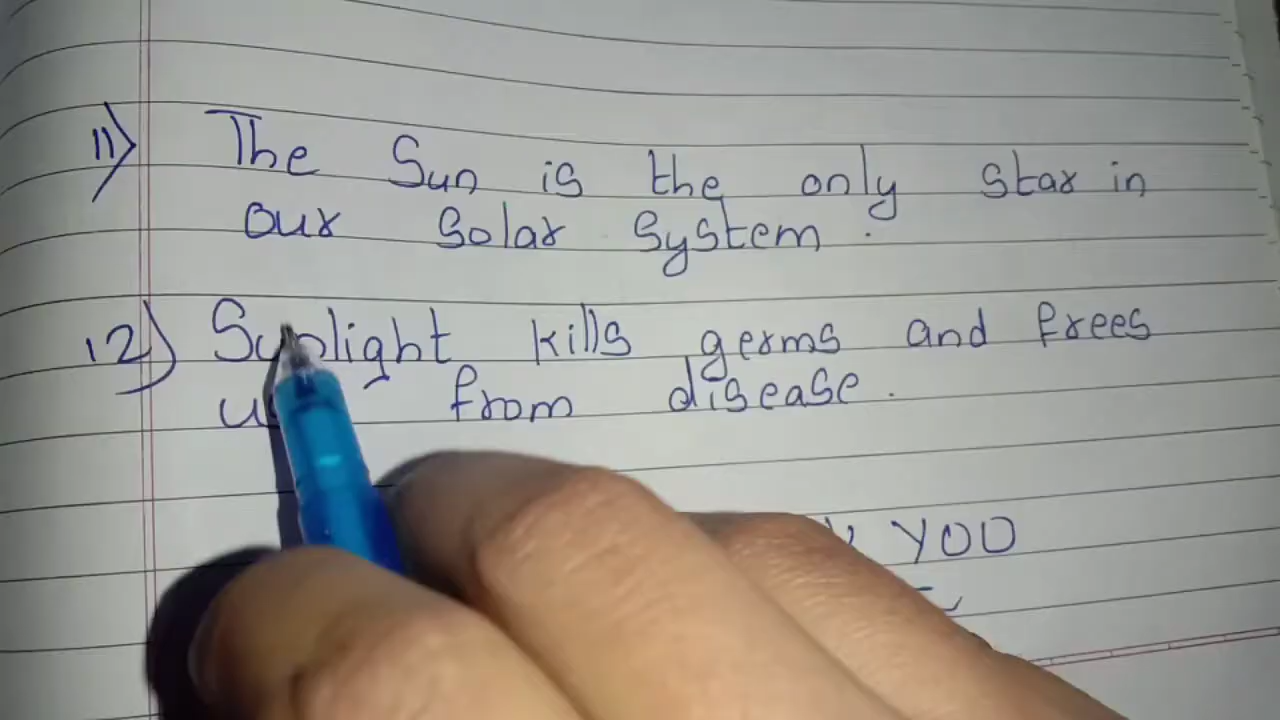 11) The Sun is the only star in
our solar system.
12) Sunlight kills germs and frees
us from disease.
YOU